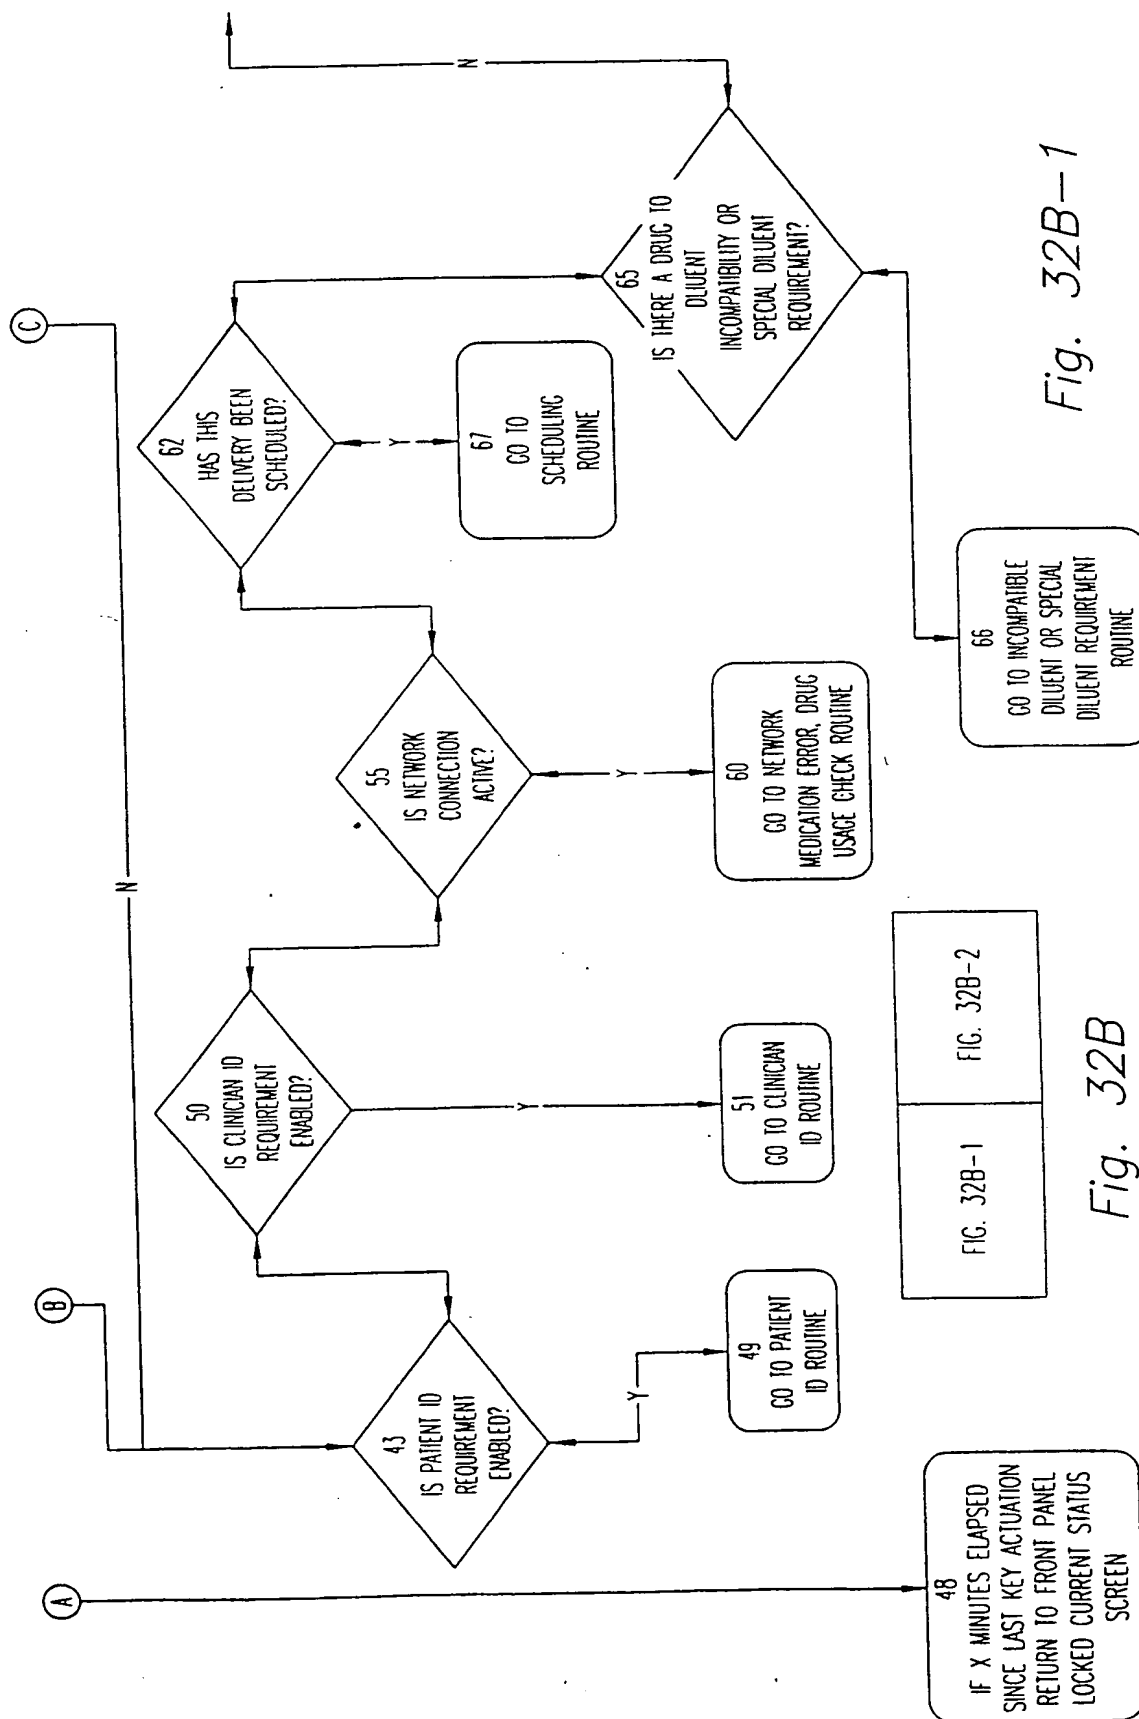 A
B
C
N
43
IS PATIENT ID
REQUIREMENT
ENABLED?
Y
49
GO TO PATIENT
ID ROUTINE
48
IF X MINUTES ELAPSED
SINCE LAST KEY ACTUATION
RETURN TO FRONT PANEL
LOCKED CURRENT STATUS
SCREEN
50
IS CLINICIAN ID
REQUIREMENT
ENABLED?
Y
51
GO TO CLINICIAN
ID ROUTINE
55
IS NETWORK
CONNECTION
ACTIVE?
Y
60
GO TO NETWORK
MEDICATION ERROR, DRUG
USAGE CHECK ROUTINE
62
HAS THIS
DELIVERY BEEN
SCHEDULED?
Y
67
GO TO
SCHEDULING
ROUTINE
65
IS THERE A DRUG TO
DLIUENT
INCOMPATIBILITY OR
SPECIAL DILUENT
REQUIREMENT?
N
66
GO TO INCOMPATIBLE
DILUENT OR SPECIAL
DILUENT REQUIREMENT
ROUTINE
FIG. 32B-1
FIG. 32B-2
Fig. 32B
Fig. 32B-1